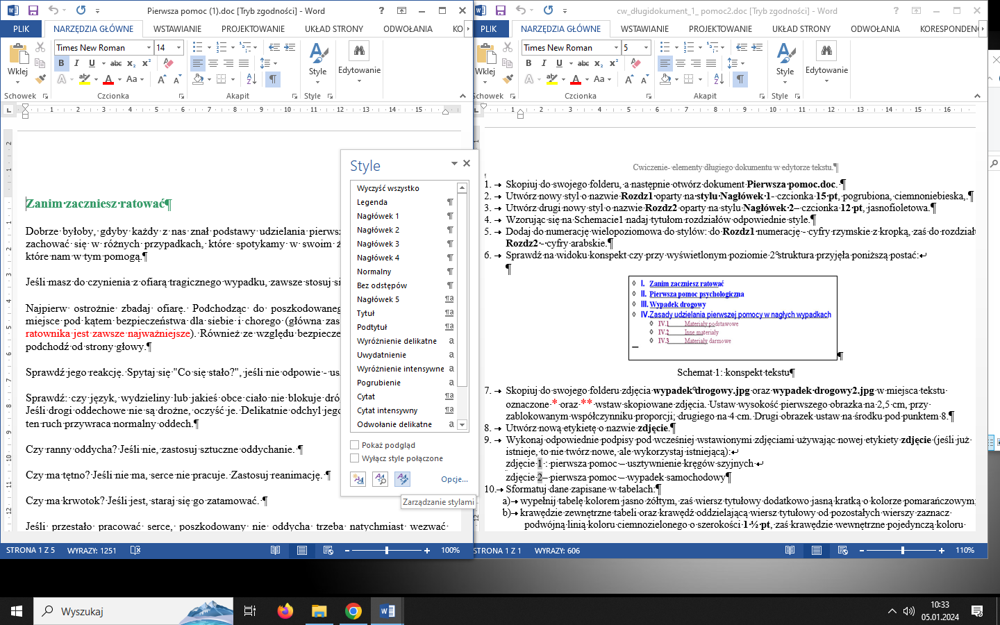 Pierwsza pomoc (1).doc [Tryb zgodności] - Word
PLIK NARZĘDZIA GŁÓWNE WSTAWIANIE PROJEKTOWANIE UKŁAD STRONY ODWOŁANIA KO
Times New Roman 14
Wklej
Style
Edytowanie
Schowek Czcionka Akapit Style
Zanim zaczniesz ratować¶
Dobrze byłoby, gdyby każdy z nas znał podstawy udzielania pierwsz
zachować się w różnych przypadkach, które spotykamy w swoim ż
które nam w tym pomogą.¶
Jeśli masz do czynienia z ofiarą tragicznego wypadku, zawsze stosuj si
Najpierw ostrożnie zbadaj ofiarę. Podchodząc do poszkodowaneg
miejsce pod kątem bezpieczeństwa dla siebie i chorego (główna zas
ratownika jest zawsze najważniejsze). Również ze względu bezpiecze
podchodź od strony głowy.¶
Sprawdź jego reakcję. Spytaj się "Co się stało?", jeśli nie odpowie - us
Sprawdź: czy język, wydzieliny lub jakieś obce ciało nie blokuje dró
Jeśli drogi oddechowe nie są drożne, oczyść je. Delikatnie odchyl jego
ten ruch przywraca normalny oddech.¶
Czy ranny oddycha? Jeśli nie, zastosuj sztuczne oddychanie. ¶
Czy ma tętno? Jeśli nie ma, serce nie pracuje. Zastosuj reanimację. ¶
Czy ma krwotok? Jeśli jest, staraj się go zatamować. ¶
Jeśli przestało pracować serce, poszkodowany nie oddycha trzeba natychmiast wezwać
STRONA 1 Z 5 WYRAZY: 1251 100%
Style
Wyczyść wszystko
Legenda ¶
Nagłówek 1 ¶
Nagłówek 2 ¶
Nagłówek 3 ¶
Nagłówek 4 ¶
Normalny ¶
Bez odstępów ¶
Nagłówek 5 ¶a
Tytuł ¶a
Podtytuł ¶a
Wyróżnienie delikatne a
Uwydatnienie a
Wyróżnienie intensywne a
Pogrubienie a
Cytat ¶a
Cytat intensywny ¶a
Odwołanie delikatne a
Pokaż podgląd
Wyłącz style połączone
Opcje...
Zarządzanie stylami
cw_długidokument_1_ pomoc2.doc [Tryb zgodności] - Word
PLIK NARZĘDZIA GŁÓWNE WSTAWIANIE PROJEKTOWANIE UKŁAD STRONY ODWOŁANIA KORESPONDENC
Times New Roman 5
Wklej
Style
Edytowanie
Schowek Czcionka Akapit Style
Cwiczenie- elementy długiego dokumentu w edytorze tekstu.¶
1. Skopiuj do swojego folderu, a następnie otwórz dokument Pierwsza pomoc.doc. ¶
2. Utwórz nowy styl o nazwie Rozdz1 oparty na stylu Nagłówek 1- czcionka 15 pt, pogrubiona, ciemnoniebieska,. ¶
3. Utwórz drugi nowy styl o nazwie Rozdz2 oparty na stylu Nagłówek 2– czcionka 12 pt, jasnofioletowa.¶
4. Wzorując się na Schemacie1 nadaj tytułom rozdziałów odpowiednie style.¶
5. Dodaj do numerację wielopoziomowa do stylów: do Rozdz1 numerację - cyfry rzymskie z kropką, zaś do rozdział
Rozdz2 - cyfry arabskie.¶
6. Sprawdź na widoku konspekt czy przy wyświetlonym poziomie 2 struktura przyjęła poniższą postać:
¶
I. Zanim zaczniesz ratować
II. Pierwsza pomoc psychologiczna
III. Wypadek drogowy
IV. Zasady udzielania pierwszej pomocy w nagłych wypadkach
IV.1 Materiały podstawowe
IV.2 Inne materiały
IV.3 Materiały darmowe
¶
Schemat 1: konspekt tekstu¶
7. Skopiuj do swojego folderu zdjęcia wypadek drogowy.jpg oraz wypadek drogowy2.jpg w miejsca tekstu
oznaczone * oraz ** wstaw skopiowane zdjęcia. Ustaw wysokość pierwszego obrazka na 2,5 cm, przy
zablokowanym współczynniku proporcji; drugiego na 4 cm. Drugi obrazek ustaw na środku pod punktem 8.¶
8. Utwórz nową etykietę o nazwie zdjęcie.¶
9. Wykonaj odpowiednie podpisy pod wcześniej wstawionymi zdjęciami używając nowej etykiety zdjęcie (jeśli już
istnieje, to nie twórz nowe, ale wykorzystaj istniejącą):
zdjęcie 1 : pierwsza pomoc – usztywnienie kręgów szyjnych
zdjęcie 2 – pierwsza pomoc – wypadek samochodowy¶
10. Sformatuj dane zapisane w tabelach:¶
a) wypełnij tabelę kolorem jasno żółtym, zaś wiersz tytułowy dodatkowo jasną kratką o kolorze pomarańczowym;
b) krawędzie zewnętrzne tabeli oraz krawędź oddzielającą wiersz tytułowy od pozostałych wierszy zaznacz
podwójną linią koloru ciemnozielonego o szerokości 1 ½ pt, zaś krawędzie wewnętrzne pojedynczą koloru
STRONA 1 Z 1 WYRAZY: 606 110%
Wyszukaj
10:33
05.01.2024